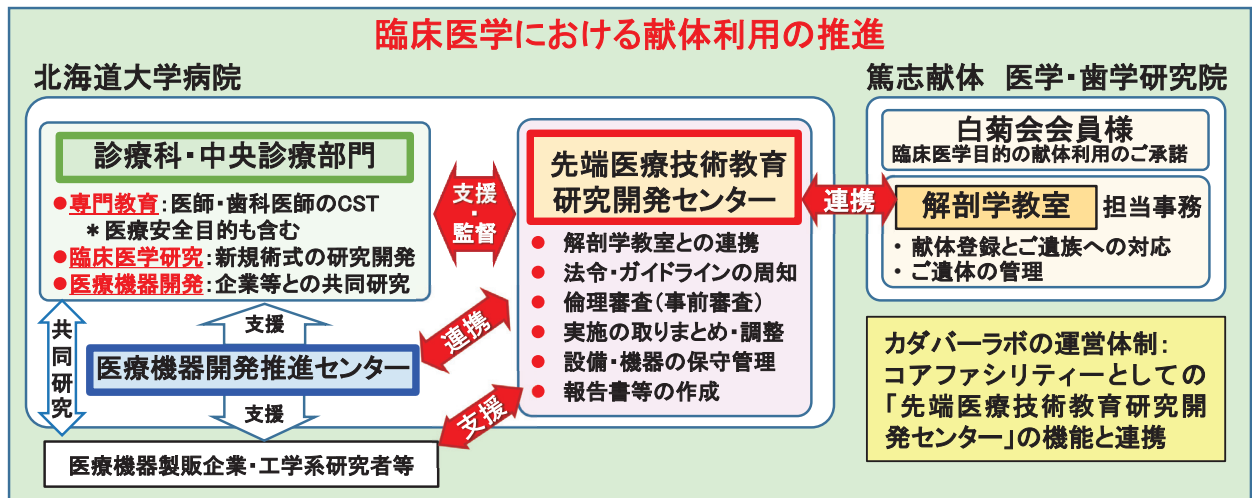 臨床医学における献体利用の推進
北海道大学病院
診療科・中央診療部門
●専門教育：医師・歯科医師のCST
＊医療安全目的も含む
●臨床医学研究：新規術式の研究開発
●医療機器開発：企業等との共同研究
支援・監督
先端医療技術教育
研究開発センター
● 解剖学教室との連携
● 法令・ガイドラインの周知
● 倫理審査（事前審査）
● 実施の取りまとめ・調整
● 設備・機器の保守管理
● 報告書等の作成
共同研究
支援
医療機器開発推進センター
支援
連携
支援
医療機器製販企業・工学系研究者等
連携
篤志献体　医学・歯学研究院
白菊会会員様
臨床医学目的の献体利用のご承諾
解剖学教室 担当事務
・ 献体登録とご遺族への対応
・ ご遺体の管理
カダバーラボの運営体制：
コアファシリティーとしての
「先端医療技術教育研究開
発センター」の機能と連携